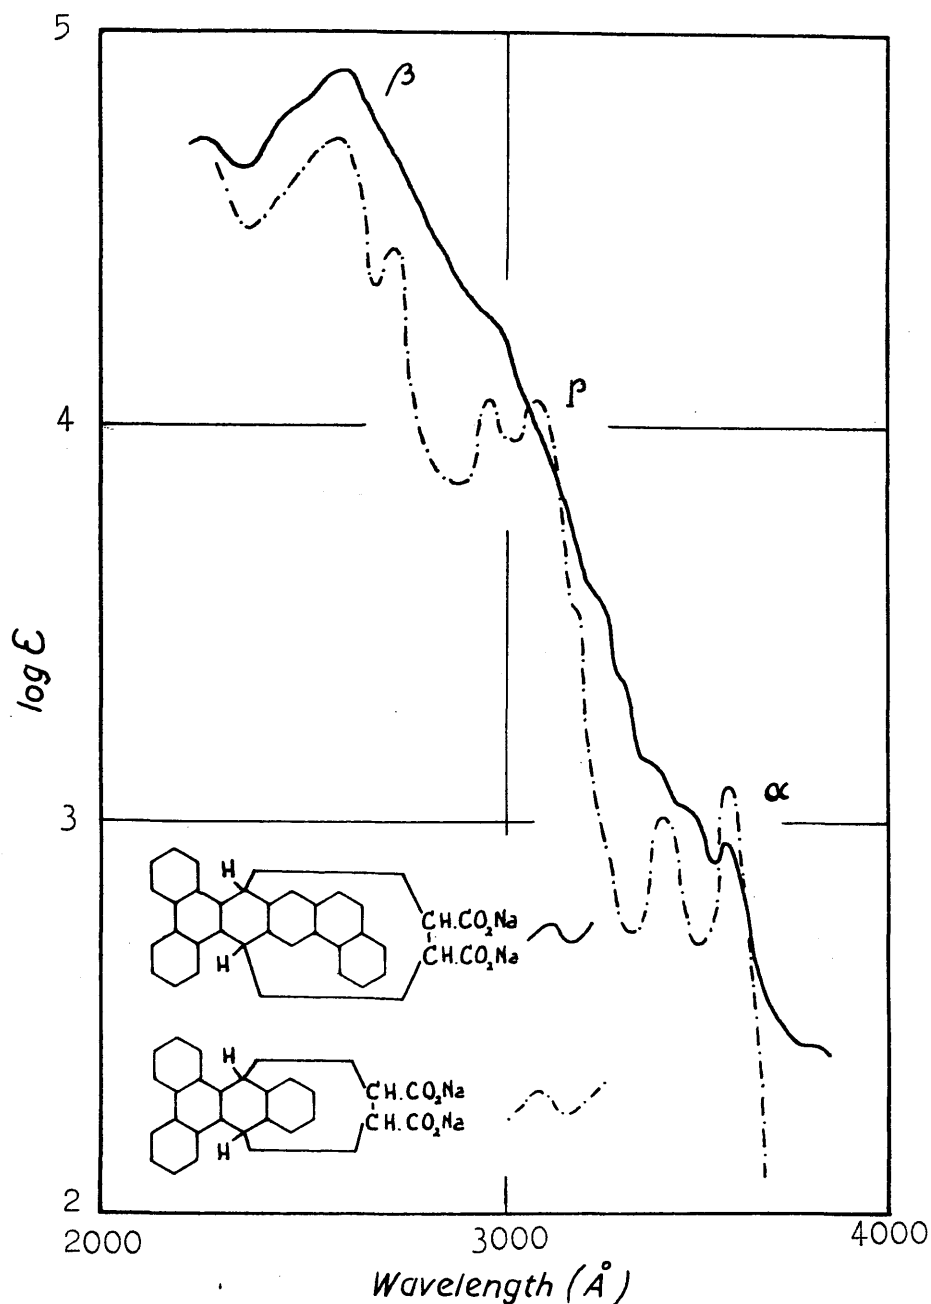 5
β
4
p
log ε
3
α
H
CH.CO₂Na
CH.CO₂Na
H
H
CH.CO₂Na
CH.CO₂Na
H
2
2000
3000
4000
Wavelength (Å)